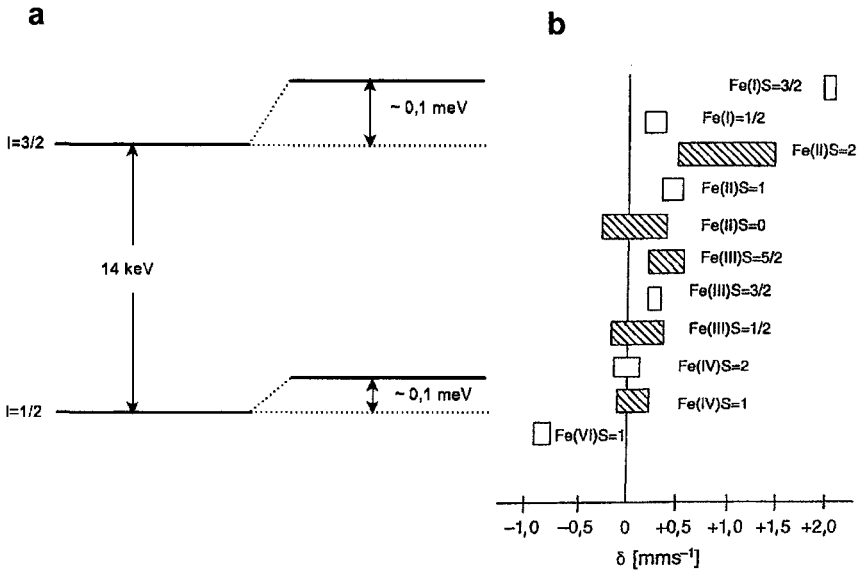 a
I=3/2
~ 0,1 meV
14 keV
I=1/2
~ 0,1 meV
b
Fe(I)S=3/2
Fe(I)=1/2
Fe(II)S=2
Fe(II)S=1
Fe(II)S=0
Fe(III)S=5/2
Fe(III)S=3/2
Fe(III)S=1/2
Fe(IV)S=2
Fe(IV)S=1
Fe(VI)S=1
−1,0 −0,5 0 +0,5 +1,0 +1,5 +2,0
δ [mms⁻¹]